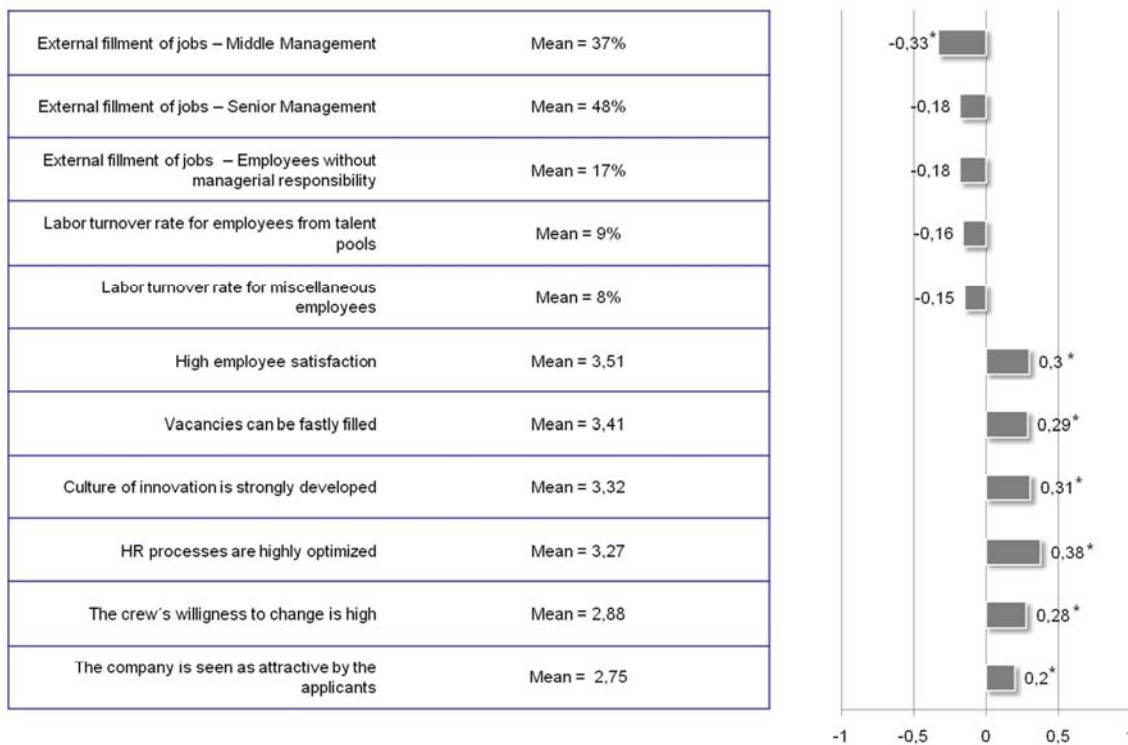 External fillment of jobs – Middle Management Mean = 37% -0,33*
External fillment of jobs – Senior Management Mean = 48% -0,18
External fillment of jobs – Employees without
managerial responsibility Mean = 17% -0,18
Labor turnover rate for employees from talent
pools Mean = 9% -0,16
Labor turnover rate for miscellaneous
employees Mean = 8% -0,15
High employee satisfaction Mean = 3,51 0,3 *
Vacancies can be fastly filled Mean = 3,41 0,29*
Culture of innovation is strongly developed Mean = 3,32 0,31*
HR processes are highly optimized Mean = 3,27 0,38*
The crew´s willigness to change is high Mean = 2,88 0,28*
The company is seen as attractive by the
applicants Mean = 2,75 0,2*
-1 -0,5 0 0,5 1